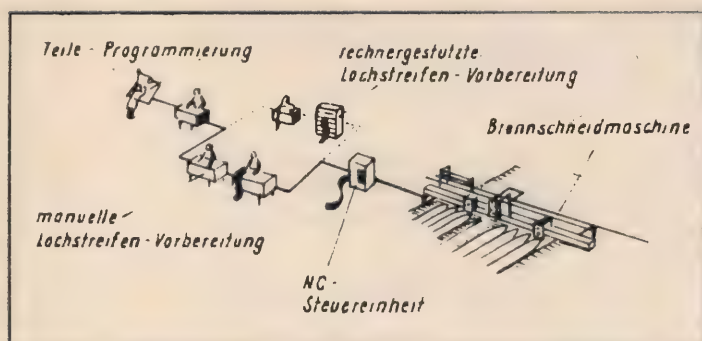 Teile - Programmierung
rechnergestützte
Lochstreifen - Vorbereitung
Brennschneidmaschine
manuelle
Lochstreifen - Vorbereitung
NC -
Steuereinheit